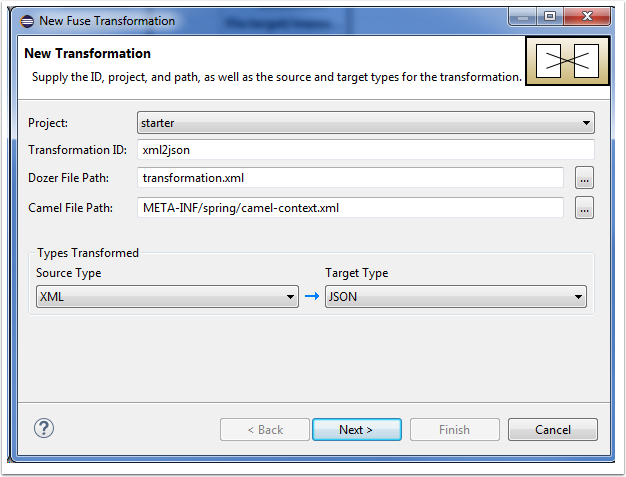 New Fuse Transformation
New Transformation
Supply the ID, project, and path, as well as the source and target types for the transformation.
Project:
starter
Transformation ID:
xml2json
Dozer File Path:
transformation.xml
...
Camel File Path:
META-INF/spring/camel-context.xml
...
Types Transformed
Source Type
Target Type
XML
JSON
?
< Back
Next >
Finish
Cancel